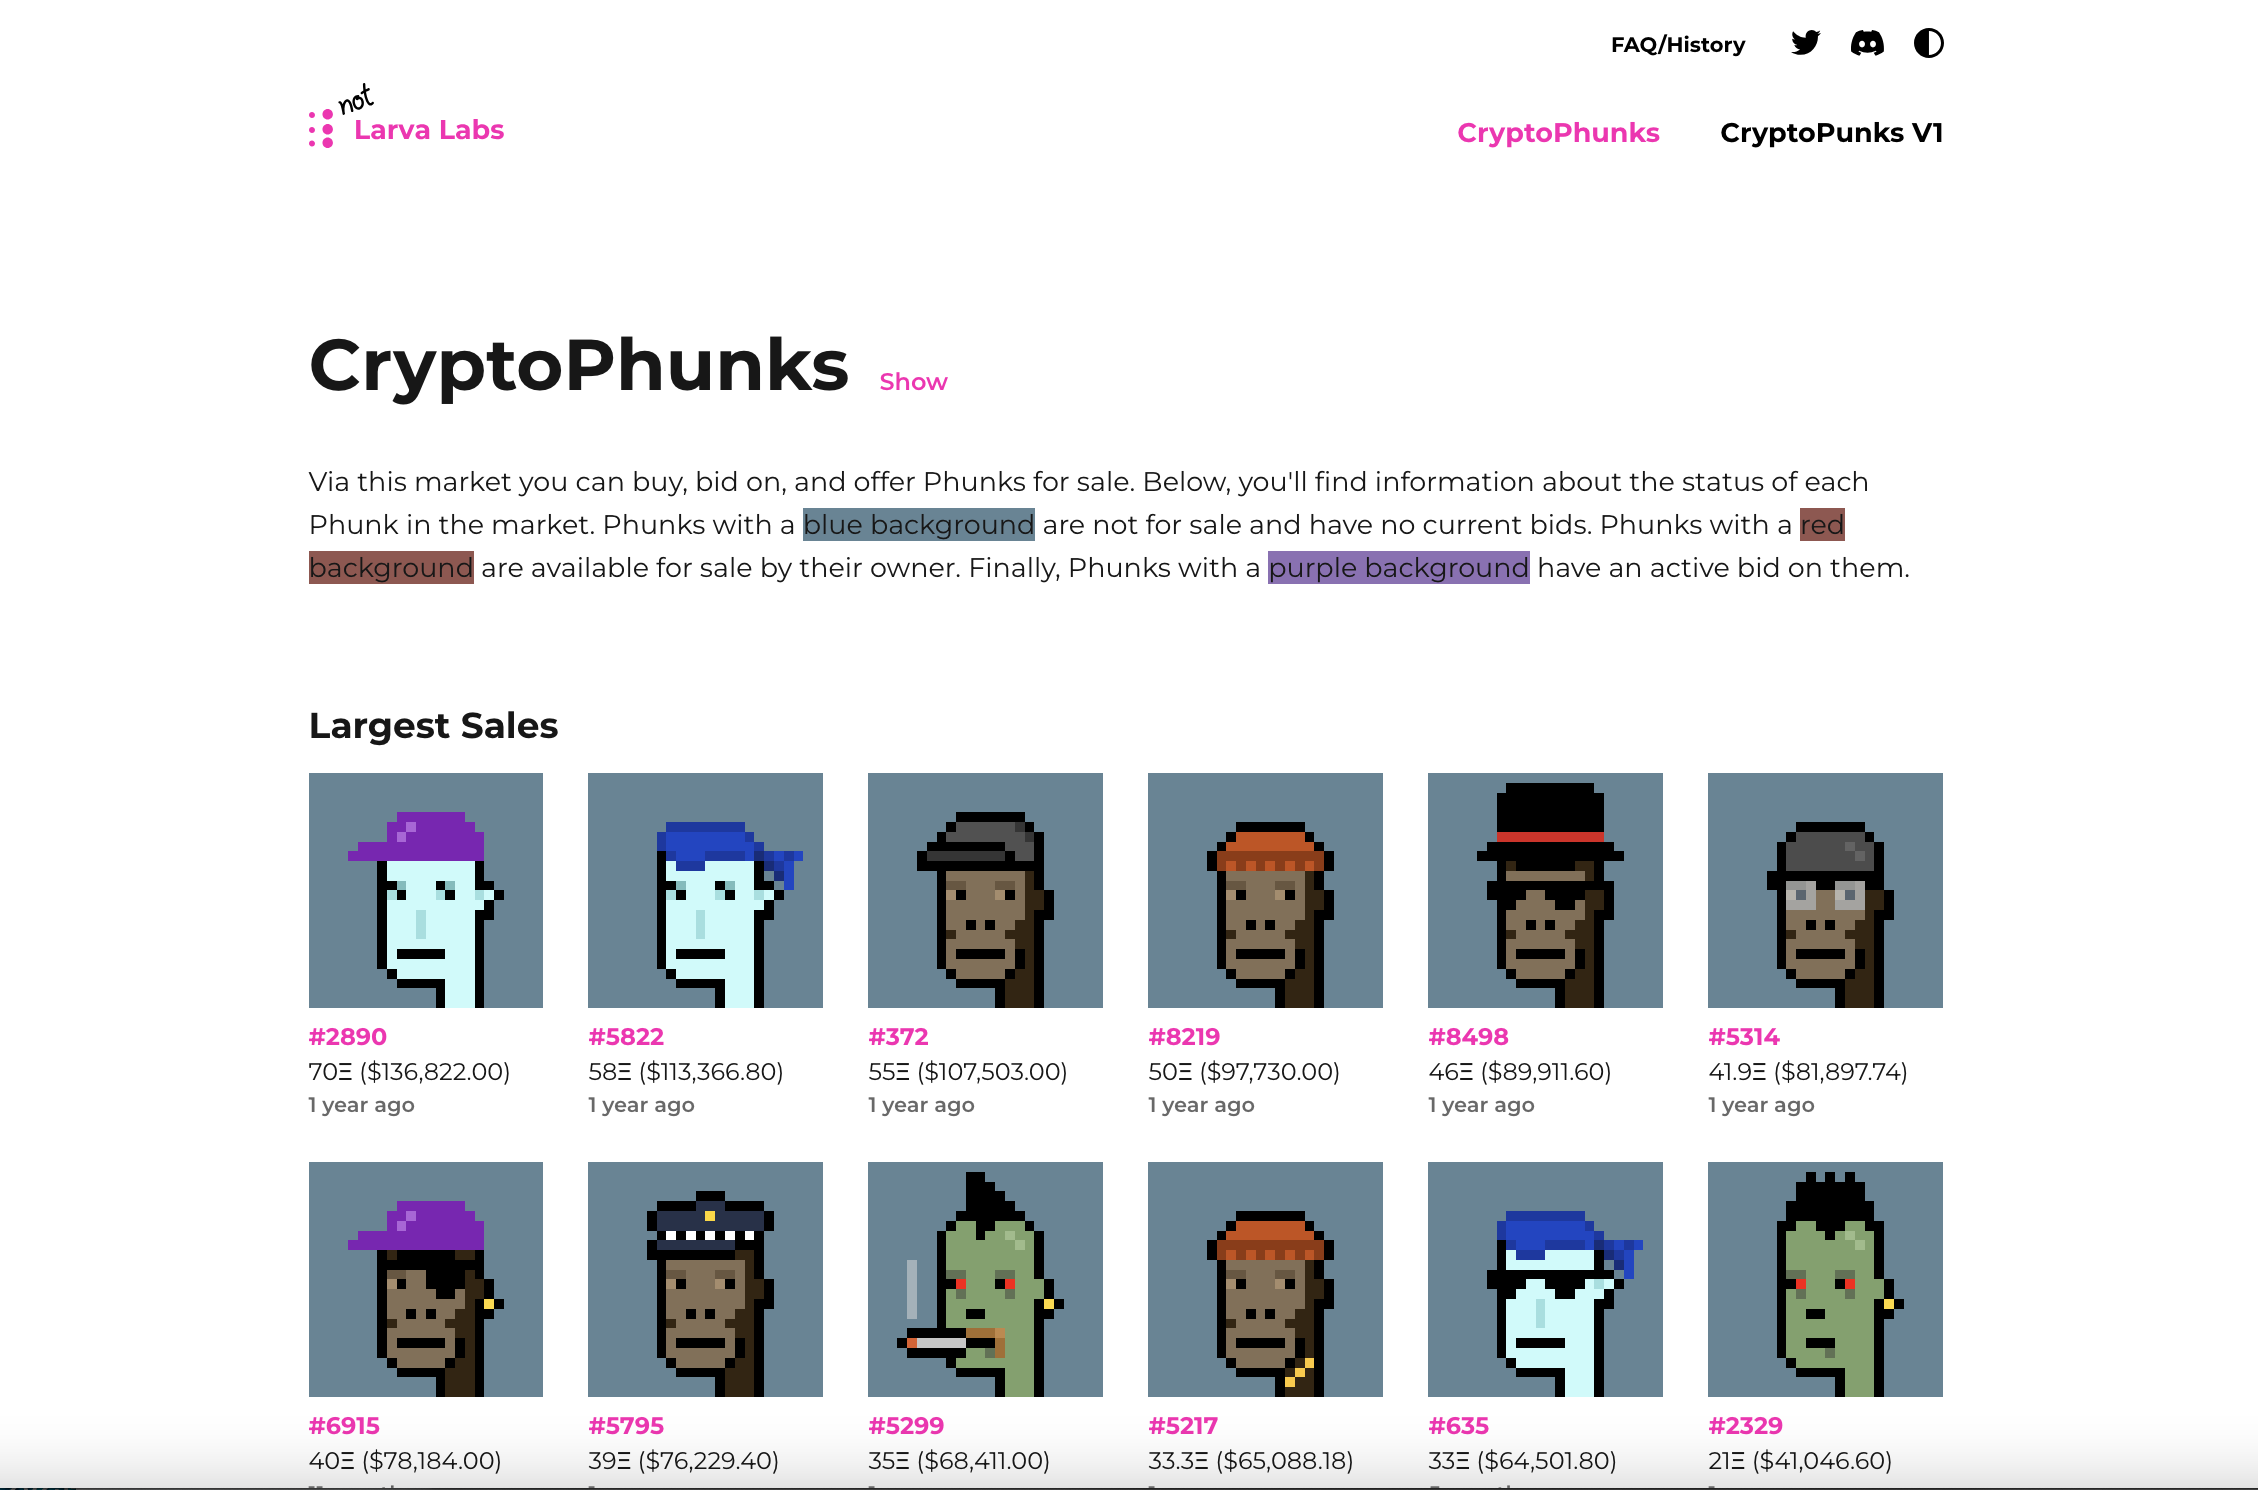 FAQ/History
not
Larva Labs
CryptoPhunks CryptoPunks V1
CryptoPhunks Show
Via this market you can buy, bid on, and offer Phunks for sale. Below, you'll find information about the status of each
Phunk in the market. Phunks with a blue background are not for sale and have no current bids. Phunks with a red
background are available for sale by their owner. Finally, Phunks with a purple background have an active bid on them.
Largest Sales
#2890 #5822 #372 #8219 #8498 #5314
70Ξ ($136,822.00) 58Ξ ($113,366.80) 55Ξ ($107,503.00) 50Ξ ($97,730.00) 46Ξ ($89,911.60) 41.9Ξ ($81,897.74)
1 year ago 1 year ago 1 year ago 1 year ago 1 year ago 1 year ago
#6915 #5795 #5299 #5217 #635 #2329
40Ξ ($78,184.00) 39Ξ ($76,229.40) 35Ξ ($68,411.00) 33.3Ξ ($65,088.18) 33Ξ ($64,501.80) 21Ξ ($41,046.60)